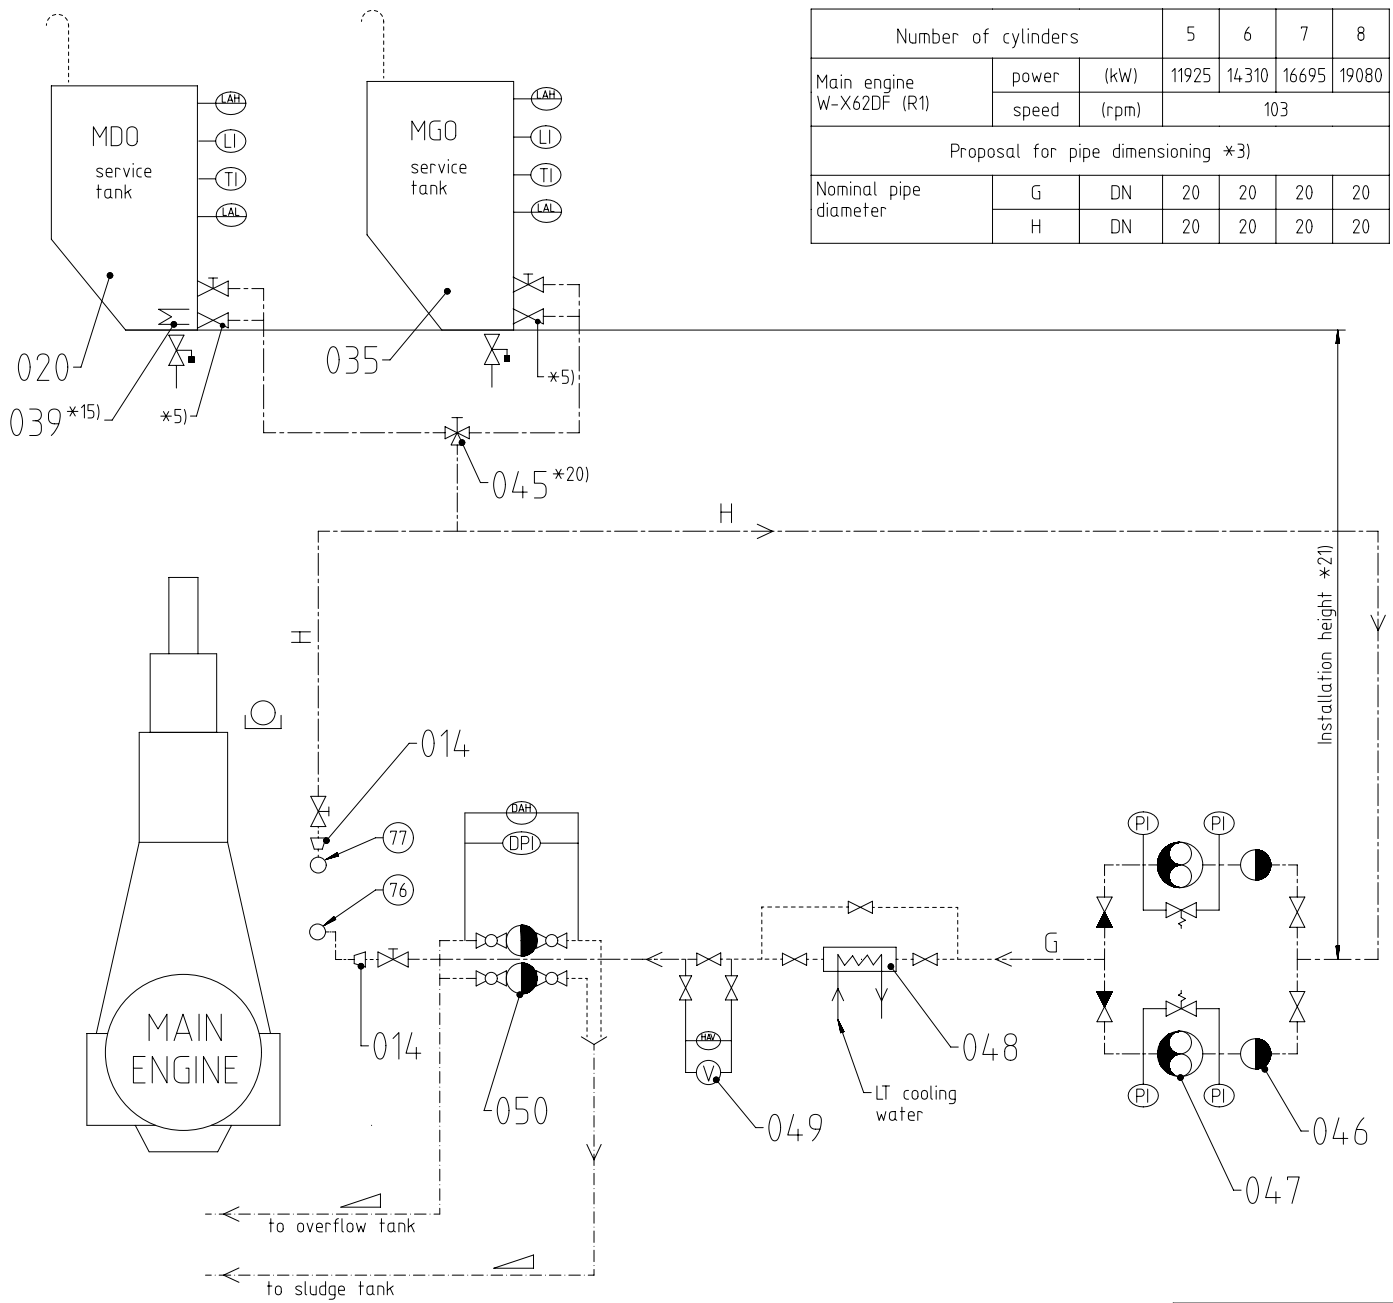 Number of cylinders 5 6 7 8
Main engine
W-X62DF (R1)
power (kW) 11925 14310 16695 19080
speed (rpm) 103
Proposal for pipe dimensioning *3)
Nominal pipe
diameter
G DN 20 20 20 20
H DN 20 20 20 20
MDO
service
tank
LAH
LI
TI
LAL
MGO
service
tank
LAH
LI
TI
LAL
020
039 *15)
*5)
035
*5)
045 *20)
H
H
Installation height *21)
014
77
76
014
DAH
DPI
050
MAIN
ENGINE
HAV
V
049
048
LT cooling
water
G
PI
PI
PI
PI
046
047
to overflow tank
to sludge tank